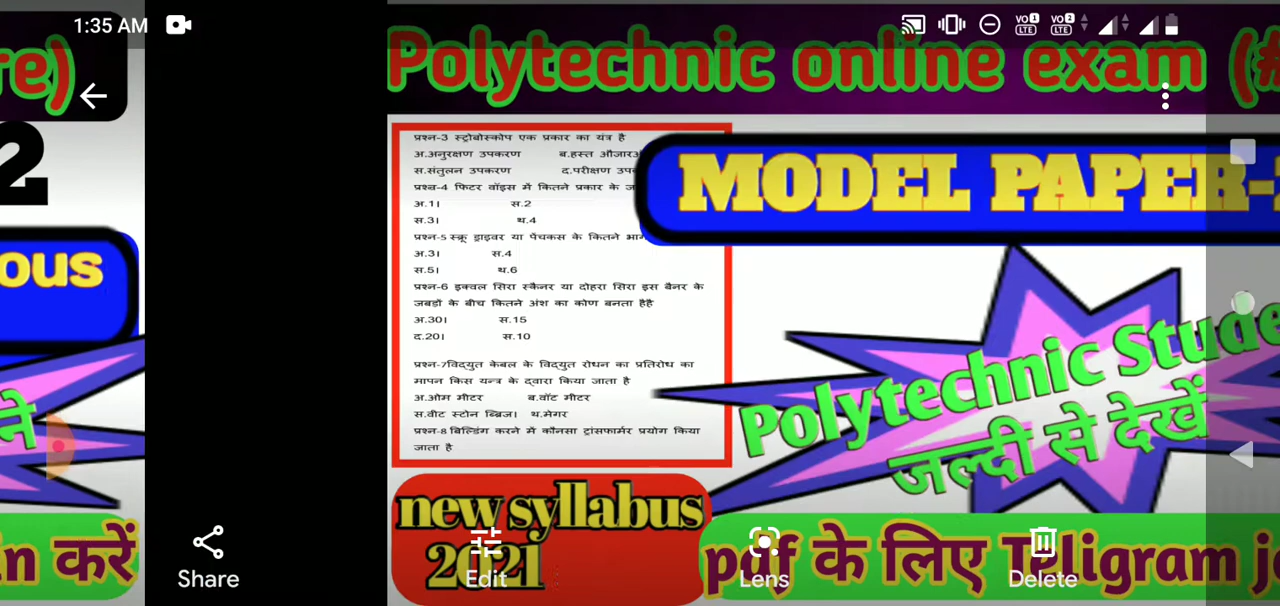 1:35 AM
re)
2
ous
ने
n करें
Polytechnic online exam (#
प्रश्न-3 स्ट्रोबोस्कोप एक प्रकार का यंत्र है
अ.अनुरक्षण उपकरण ब.हस्त औजार
स.संतुलन उपकरण द.परीक्षण उप
प्रश्न-4 फिटर वॉइस में कितने प्रकार के ज
अ.1। स.2
स.3। थ.4
प्रश्न-5 स्क्रू ड्राइवर या पेंचकस के कितने भाग
अ.3। स.4
स.5। थ.6
प्रश्न-6 इक्वल सिरा स्कैनर या दोहरा सिरा इस बैनर के
जबड़ों के बीच कितने अंश का कोण बनता हैहै
अ.30। स.15
द.20। स.10
प्रश्न-7विद्युत केबल के विद्युत रोधन का प्रतिरोध का
मापन किस यन्त्र के द्वारा किया जाता है
अ.ओम मीटर ब.वॉट मीटर
स.वीट स्टोन ब्रिज। थ.मेगर
प्रश्न-8 बिल्डिंग करने में कौनसा ट्रांसफार्मर प्रयोग किया
जाता है
MODEL PAPER-
Polytechnic Stude
जल्दी से देखें
new syllabus
2021
pdf के लिए Teligram jo
Share
Edit
Lens
Delete